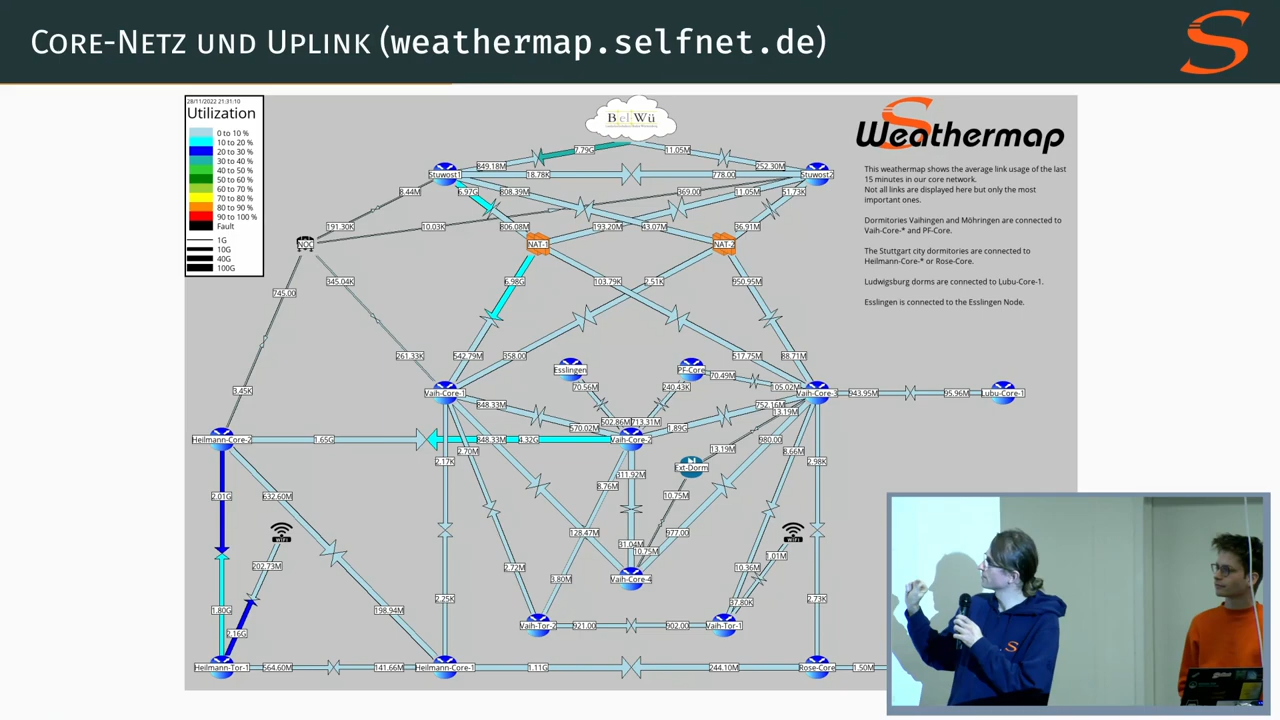 Core-Netz und Uplink (weathermap.selfnet.de)
28/11/2022 21:31:10
Utilization
0 to 10 %
10 to 20 %
20 to 30 %
30 to 40 %
40 to 50 %
50 to 60 %
60 to 70 %
70 to 80 %
80 to 90 %
90 to 100 %
Fault
1G
10G
40G
100G
BelWü
Weathermap
This weathermap shows the average link usage of the last
15 minutes in our core network.
Not all links are displayed here but only the most
important ones.
Dormitories Vaihingen and Möhringen are connected to
Vaih-Core-* and PF-Core.
The Stuttgart city dormitories are connected to
Heilmann-Core-* or Rose-Core.
Ludwigsburg dorms are connected to Lubu-Core-1.
Esslingen is connected to the Esslingen Node.
7.79G 11.05M
849.18M 252.30M
Stuwost1 18.78K 778.00 Stuwost2
8.44M 6.97G 808.39M 369.00 11.05M 51.73K
191.30K 10.03K 806.08M 193.20 43.07M 36.91M
NOC NAT-1 NAT-2
345.04K 6.98G 103.79K 2.51K 950.95M
745.00
261.33K 542.79M 358.00 517.75M 88.71M
Esslingen PF-Core 70.49M
3.45K 70.56M 240.43K 105.02M
Vaih-Core-1 Vaih-Core-3 943.95M 95.96M Lubu-Core-1
848.33M 752.16M
502.86M 713.31M 13.19M
570.02M 1.89G
Heilmann-Core-2 1.65G 848.33M 4.32G Vaih-Core-2 980.00
2.70M 13.19M 8.66M
2.17K Ext-Dorm 2.98K
311.92M
8.76M
2.01G 632.60M 10.75M
WiFi 128.47M 977.00 WiFi
31.04M
10.75M 1.01M
202.73M 2.72M 3.80M Vaih-Core-4 10.36M
2.25K 37.80K 2.73K
1.80G 198.94M
Vaih-Tor-2 921.00 902.00 Vaih-Tor-1
2.16G
Heilmann-Tor-1 564.60M 141.66M Heilmann-Core-1 1.11G 244.10M Rose-Core 1.50M